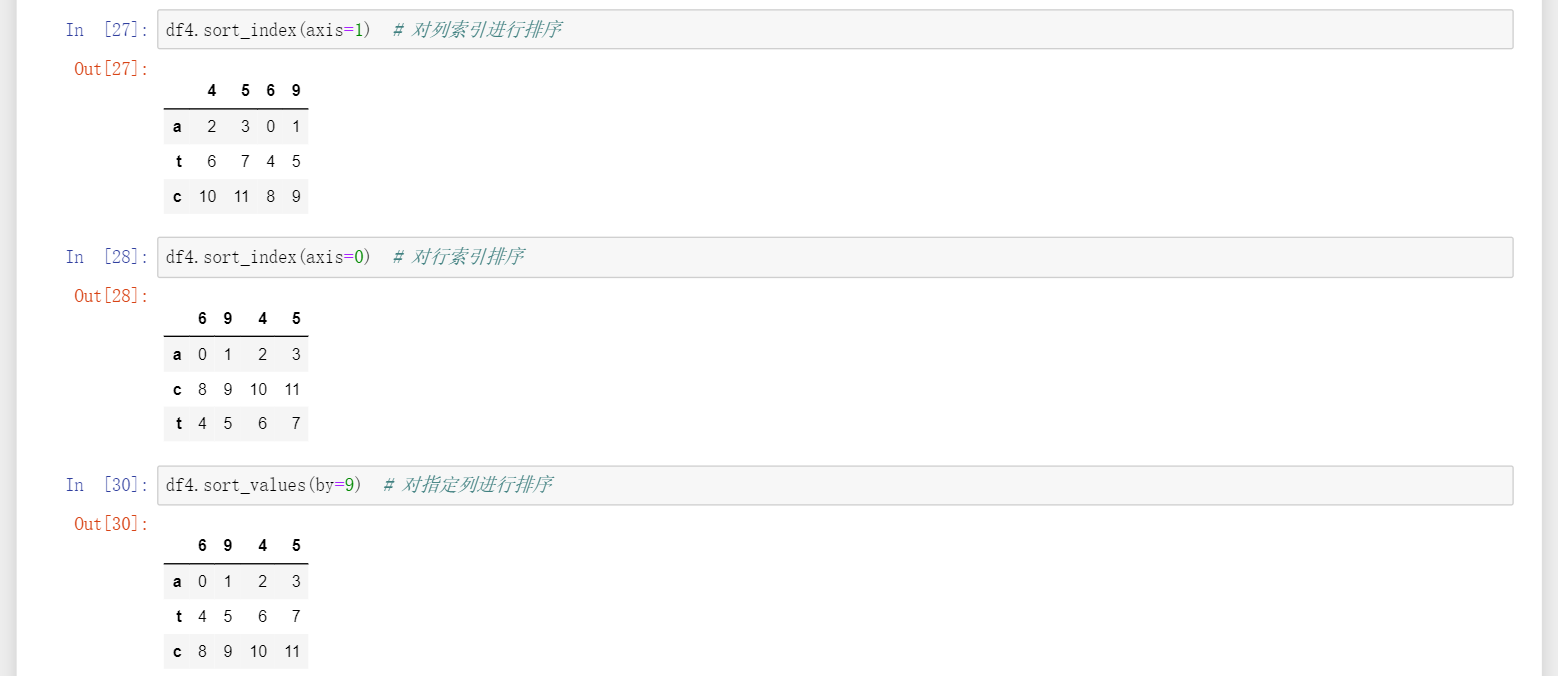 In [27]: df4.sort_index(axis=1) # 对列索引进行排序
Out[27]:
4 5 6 9
a 2 3 0 1
t 6 7 4 5
c 10 11 8 9
In [28]: df4.sort_index(axis=0) # 对行索引排序
Out[28]:
6 9 4 5
a 0 1 2 3
c 8 9 10 11
t 4 5 6 7
In [30]: df4.sort_values(by=9) # 对指定列进行排序
Out[30]:
6 9 4 5
a 0 1 2 3
t 4 5 6 7
c 8 9 10 11